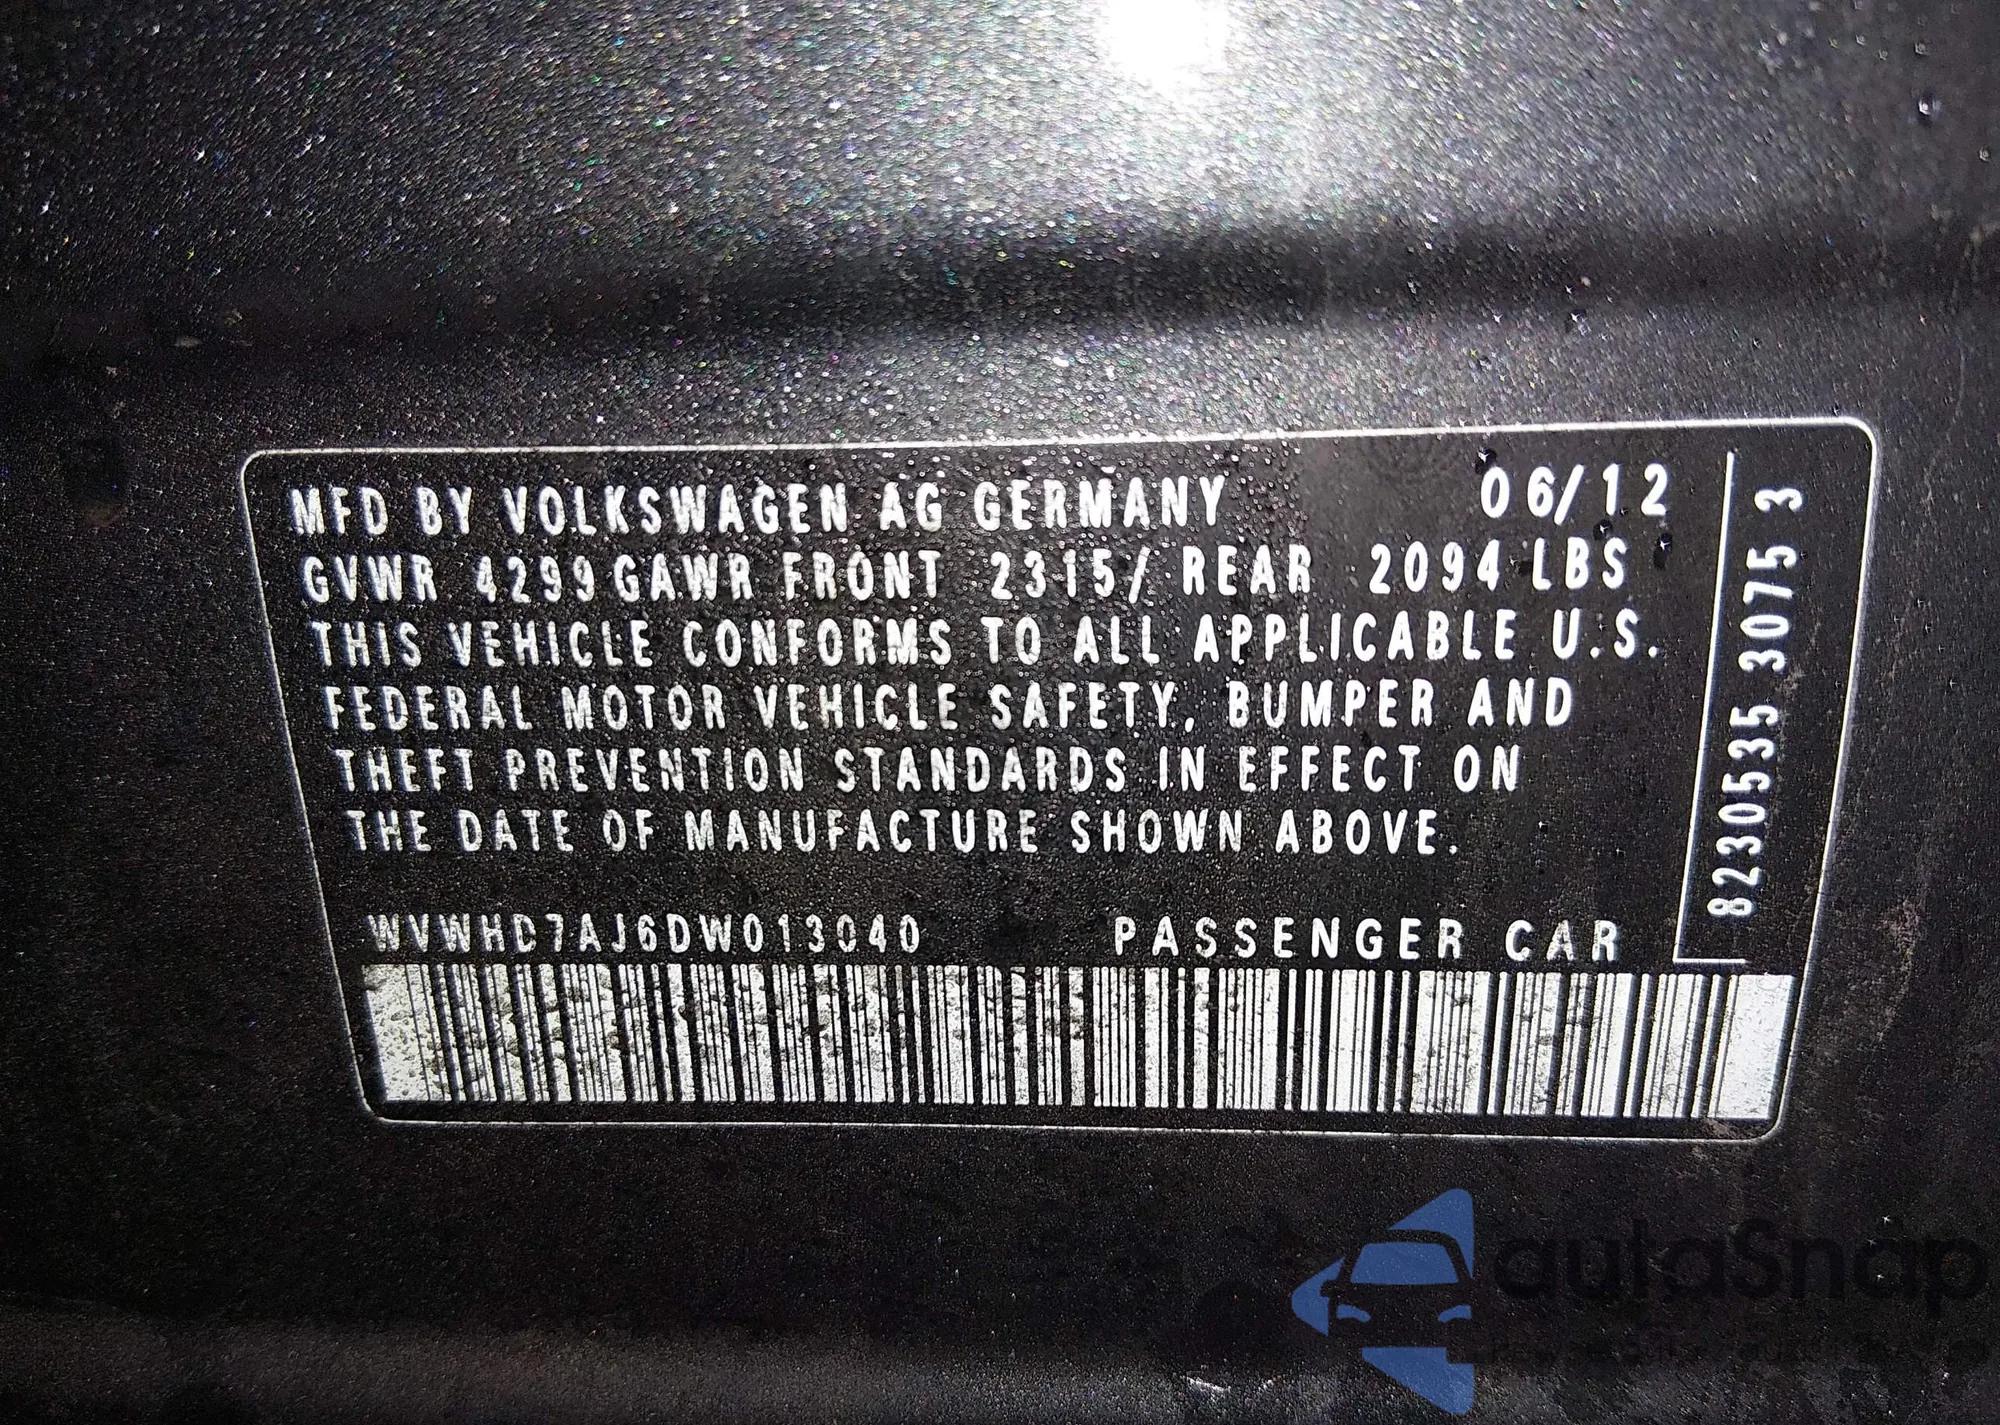 MFD BY VOLKSWAGEN AG GERMANY 06/12
GVWR 4299 GAWR FRONT 2315/ REAR 2094 LBS
THIS VEHICLE CONFORMS TO ALL APPLICABLE U.S.
FEDERAL MOTOR VEHICLE SAFETY, BUMPER AND
THEFT PREVENTION STANDARDS IN EFFECT ON
THE DATE OF MANUFACTURE SHOWN ABOVE.
WVWHD7AJ6DW013040 PASSENGER CAR
8230535 3075 3
autaSnap